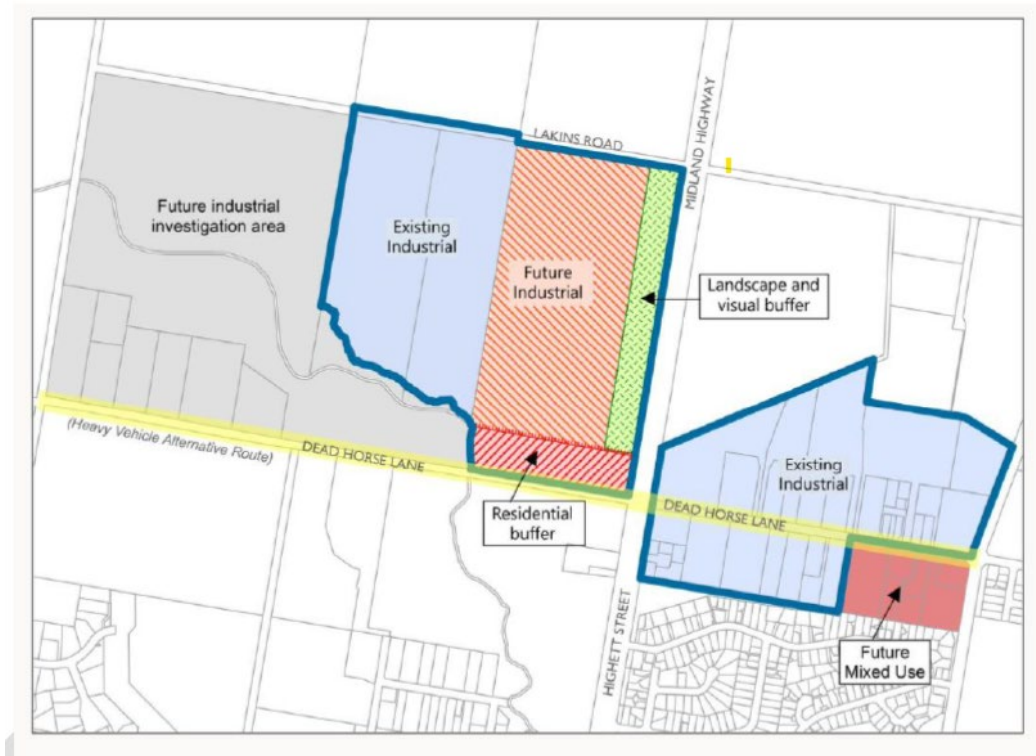 LAKINS ROAD
MIDLAND HIGHWAY
Future industrial
investigation area
Existing
Industrial
Future
Industrial
Landscape and
visual buffer
(Heavy Vehicle Alternative Route)
DEAD HORSE LANE
Residential
buffer
Existing
Industrial
DEAD HORSE LANE
HIGHETT STREET
Future
Mixed Use